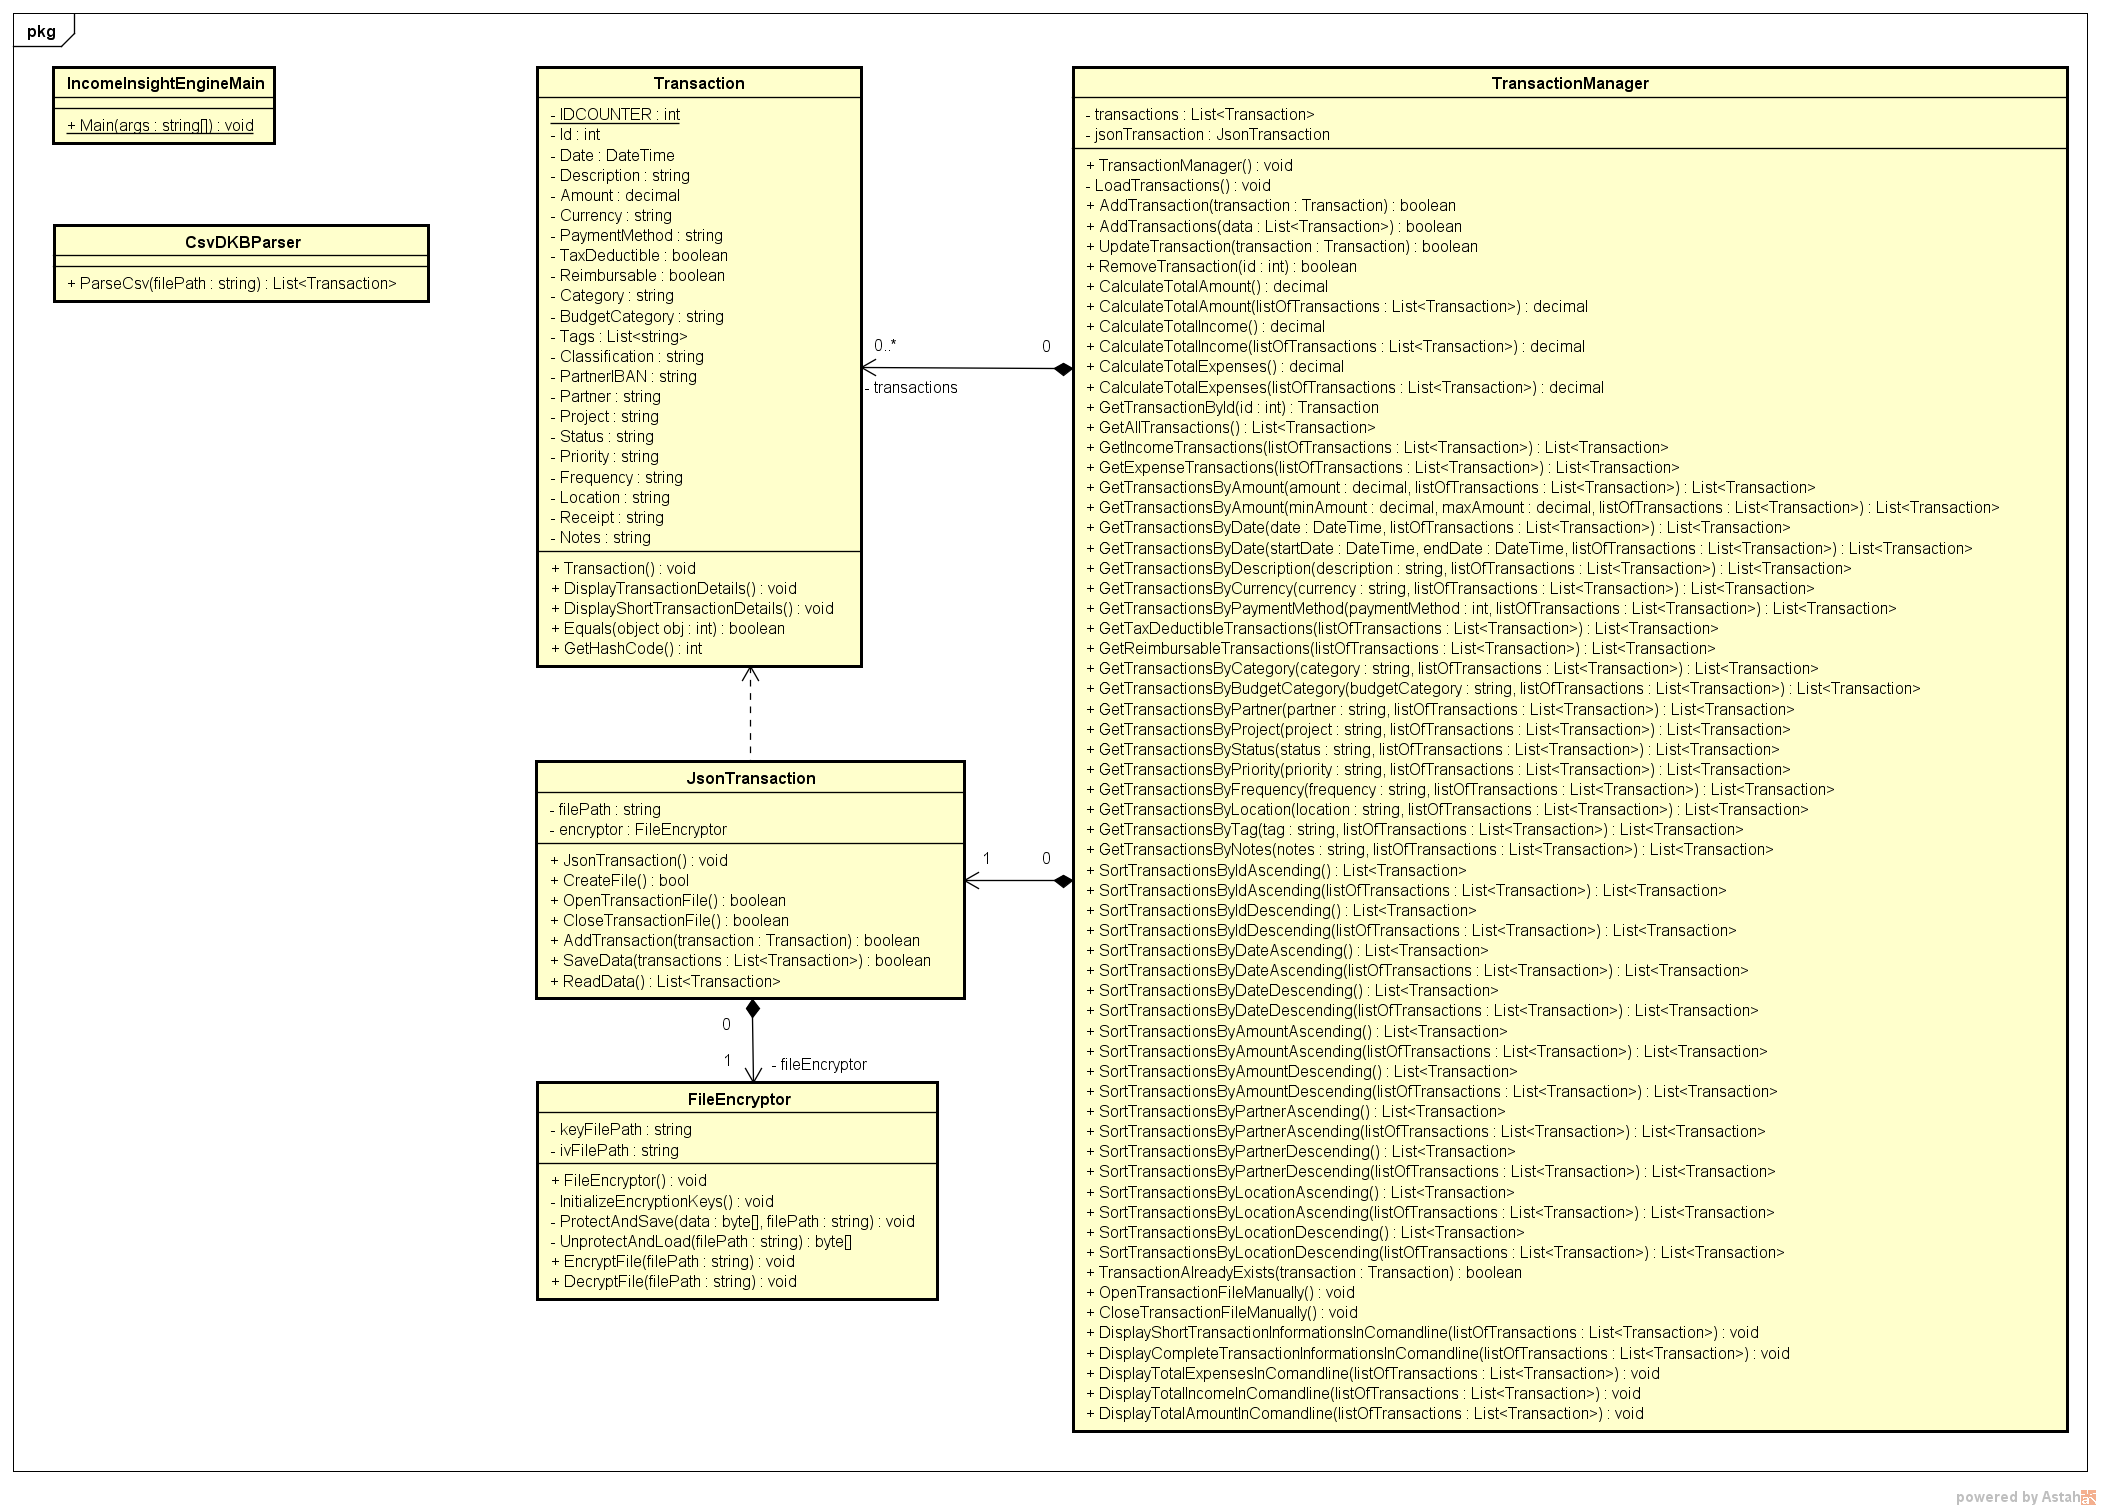 pkg
IncomeInsightEngineMain
+ Main(args : string[]) : void
CsvDKBParser
+ ParseCsv(filePath : string) : List<Transaction>
Transaction
- IDCOUNTER : int
- Id : int
- Date : DateTime
- Description : string
- Amount : decimal
- Currency : string
- PaymentMethod : string
- TaxDeductible : boolean
- Reimbursable : boolean
- Category : string
- BudgetCategory : string
- Tags : List<string>
- Classification : string
- PartnerIBAN : string
- Partner : string
- Project : string
- Status : string
- Priority : string
- Frequency : string
- Location : string
- Receipt : string
- Notes : string
+ Transaction() : void
+ DisplayTransactionDetails() : void
+ DisplayShortTransactionDetails() : void
+ Equals(object obj : int) : boolean
+ GetHashCode() : int
0..*
0
- transactions
JsonTransaction
- filePath : string
- encryptor : FileEncryptor
+ JsonTransaction() : void
+ CreateFile() : bool
+ OpenTransactionFile() : boolean
+ CloseTransactionFile() : boolean
+ AddTransaction(transaction : Transaction) : boolean
+ SaveData(transactions : List<Transaction>) : boolean
+ ReadData() : List<Transaction>
1
0
0
1
- fileEncryptor
FileEncryptor
- keyFilePath : string
- ivFilePath : string
+ FileEncryptor() : void
- InitializeEncryptionKeys() : void
- ProtectAndSave(data : byte[], filePath : string) : void
- UnprotectAndLoad(filePath : string) : byte[]
+ EncryptFile(filePath : string) : void
+ DecryptFile(filePath : string) : void
TransactionManager
- transactions : List<Transaction>
- jsonTransaction : JsonTransaction
+ TransactionManager() : void
- LoadTransactions() : void
+ AddTransaction(transaction : Transaction) : boolean
+ AddTransactions(data : List<Transaction>) : boolean
+ UpdateTransaction(transaction : Transaction) : boolean
+ RemoveTransaction(id : int) : boolean
+ CalculateTotalAmount() : decimal
+ CalculateTotalAmount(listOfTransactions : List<Transaction>) : decimal
+ CalculateTotalIncome() : decimal
+ CalculateTotalIncome(listOfTransactions : List<Transaction>) : decimal
+ CalculateTotalExpenses() : decimal
+ CalculateTotalExpenses(listOfTransactions : List<Transaction>) : decimal
+ GetTransactionById(id : int) : Transaction
+ GetAllTransactions() : List<Transaction>
+ GetIncomeTransactions(listOfTransactions : List<Transaction>) : List<Transaction>
+ GetExpenseTransactions(listOfTransactions : List<Transaction>) : List<Transaction>
+ GetTransactionsByAmount(amount : decimal, listOfTransactions : List<Transaction>) : List<Transaction>
+ GetTransactionsByAmount(minAmount : decimal, maxAmount : decimal, listOfTransactions : List<Transaction>) : List<Transaction>
+ GetTransactionsByDate(date : DateTime, listOfTransactions : List<Transaction>) : List<Transaction>
+ GetTransactionsByDate(startDate : DateTime, endDate : DateTime, listOfTransactions : List<Transaction>) : List<Transaction>
+ GetTransactionsByDescription(description : string, listOfTransactions : List<Transaction>) : List<Transaction>
+ GetTransactionsByCurrency(currency : string, listOfTransactions : List<Transaction>) : List<Transaction>
+ GetTransactionsByPaymentMethod(paymentMethod : int, listOfTransactions : List<Transaction>) : List<Transaction>
+ GetTaxDeductibleTransactions(listOfTransactions : List<Transaction>) : List<Transaction>
+ GetReimbursableTransactions(listOfTransactions : List<Transaction>) : List<Transaction>
+ GetTransactionsByCategory(category : string, listOfTransactions : List<Transaction>) : List<Transaction>
+ GetTransactionsByBudgetCategory(budgetCategory : string, listOfTransactions : List<Transaction>) : List<Transaction>
+ GetTransactionsByPartner(partner : string, listOfTransactions : List<Transaction>) : List<Transaction>
+ GetTransactionsByProject(project : string, listOfTransactions : List<Transaction>) : List<Transaction>
+ GetTransactionsByStatus(status : string, listOfTransactions : List<Transaction>) : List<Transaction>
+ GetTransactionsByPriority(priority : string, listOfTransactions : List<Transaction>) : List<Transaction>
+ GetTransactionsByFrequency(frequency : string, listOfTransactions : List<Transaction>) : List<Transaction>
+ GetTransactionsByLocation(location : string, listOfTransactions : List<Transaction>) : List<Transaction>
+ GetTransactionsByTag(tag : string, listOfTransactions : List<Transaction>) : List<Transaction>
+ GetTransactionsByNotes(notes : string, listOfTransactions : List<Transaction>) : List<Transaction>
+ SortTransactionsByIdAscending() : List<Transaction>
+ SortTransactionsByIdAscending(listOfTransactions : List<Transaction>) : List<Transaction>
+ SortTransactionsByIdDescending() : List<Transaction>
+ SortTransactionsByIdDescending(listOfTransactions : List<Transaction>) : List<Transaction>
+ SortTransactionsByDateAscending() : List<Transaction>
+ SortTransactionsByDateAscending(listOfTransactions : List<Transaction>) : List<Transaction>
+ SortTransactionsByDateDescending() : List<Transaction>
+ SortTransactionsByDateDescending(listOfTransactions : List<Transaction>) : List<Transaction>
+ SortTransactionsByAmountAscending() : List<Transaction>
+ SortTransactionsByAmountAscending(listOfTransactions : List<Transaction>) : List<Transaction>
+ SortTransactionsByAmountDescending() : List<Transaction>
+ SortTransactionsByAmountDescending(listOfTransactions : List<Transaction>) : List<Transaction>
+ SortTransactionsByPartnerAscending() : List<Transaction>
+ SortTransactionsByPartnerAscending(listOfTransactions : List<Transaction>) : List<Transaction>
+ SortTransactionsByPartnerDescending() : List<Transaction>
+ SortTransactionsByPartnerDescending(listOfTransactions : List<Transaction>) : List<Transaction>
+ SortTransactionsByLocationAscending() : List<Transaction>
+ SortTransactionsByLocationAscending(listOfTransactions : List<Transaction>) : List<Transaction>
+ SortTransactionsByLocationDescending() : List<Transaction>
+ SortTransactionsByLocationDescending(listOfTransactions : List<Transaction>) : List<Transaction>
+ TransactionAlreadyExists(transaction : Transaction) : boolean
+ OpenTransactionFileManually() : void
+ CloseTransactionFileManually() : void
+ DisplayShortTransactionInformationsInComandline(listOfTransactions : List<Transaction>) : void
+ DisplayCompleteTransactionInformationsInComandline(listOfTransactions : List<Transaction>) : void
+ DisplayTotalExpensesInComandline(listOfTransactions : List<Transaction>) : void
+ DisplayTotalIncomeInComandline(listOfTransactions : List<Transaction>) : void
+ DisplayTotalAmountInComandline(listOfTransactions : List<Transaction>) : void
powered by Astah